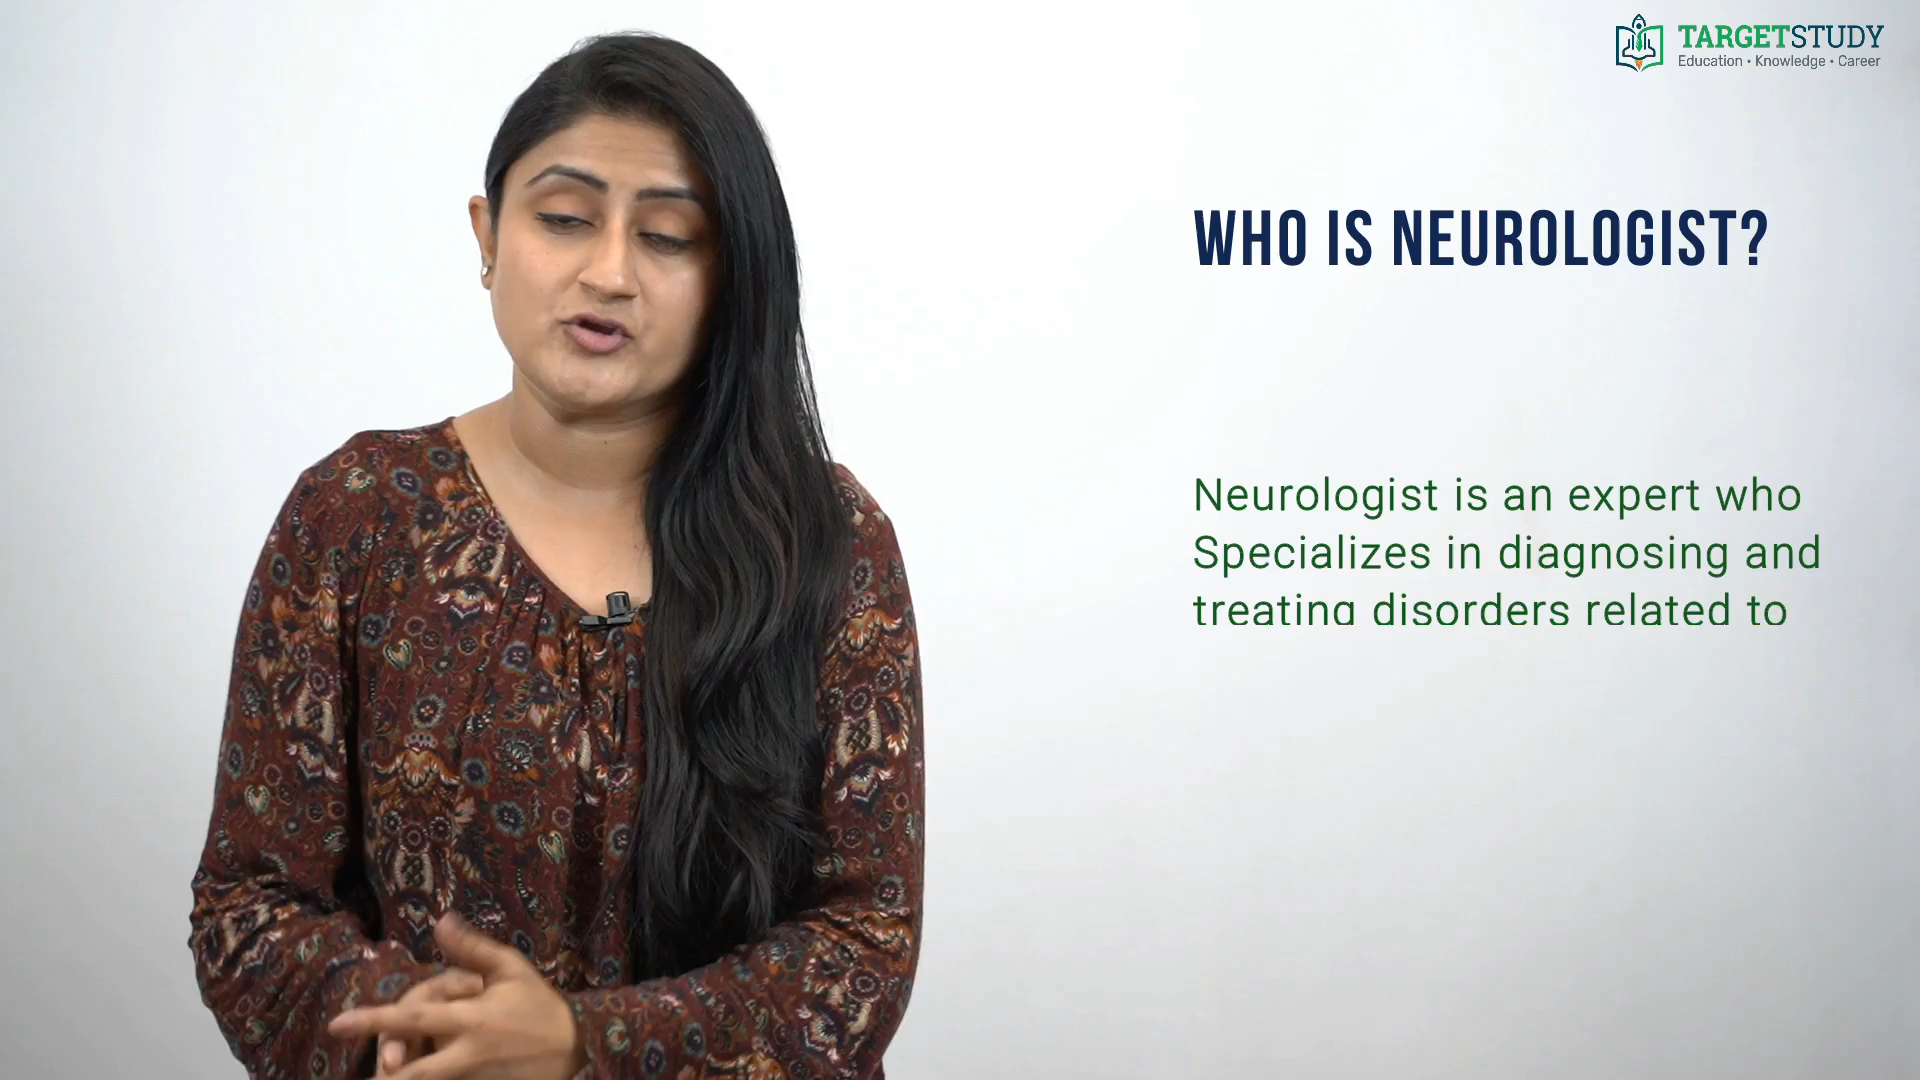 TARGETSTUDY
Education • Knowledge • Career
WHO IS NEUROLOGIST?
Neurologist is an expert who
Specializes in diagnosing and
treating disorders related to